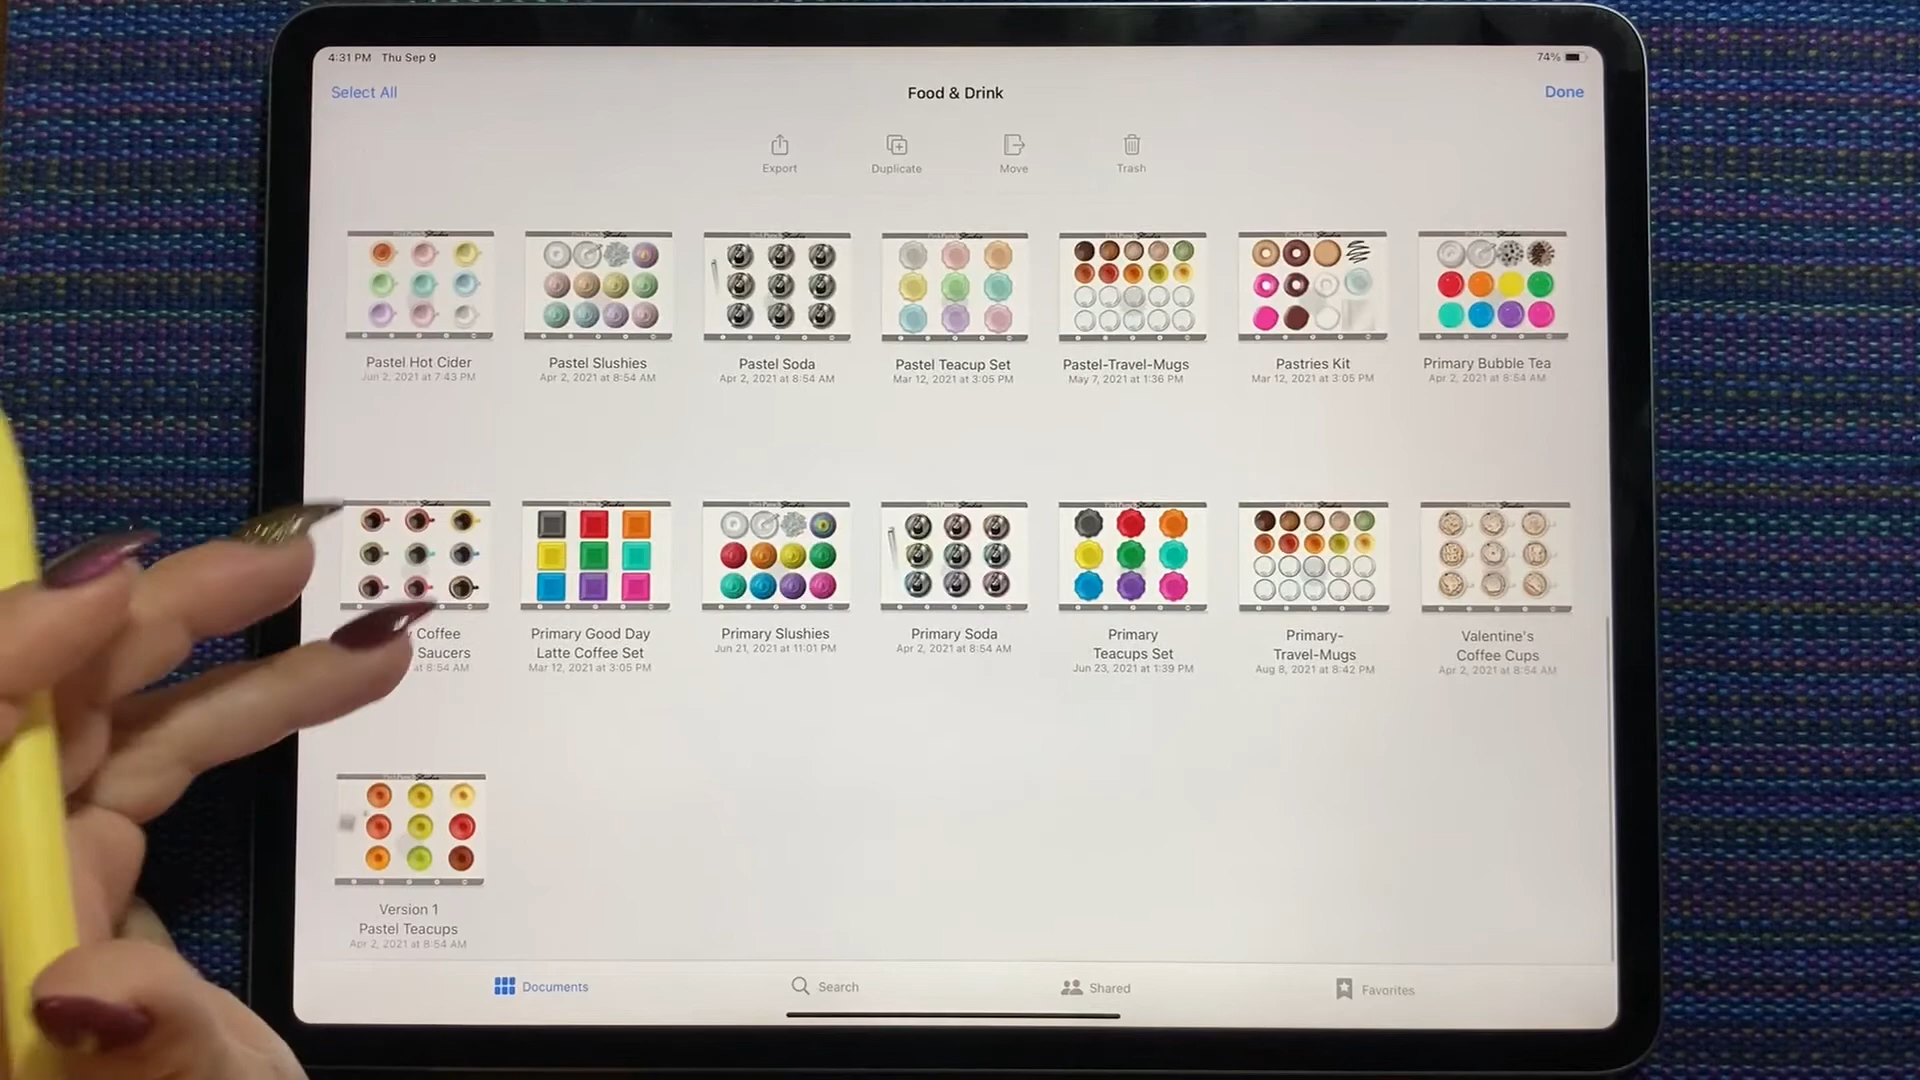 4:31 PM Thu Sep 9
74%
Select All
Food & Drink
Done
Export
Duplicate
Move
Trash
Pastel Hot Cider
Jun 2, 2021 at 7:43 PM
Pastel Slushies
Apr 2, 2021 at 8:54 AM
Pastel Soda
Apr 2, 2021 at 8:54 AM
Pastel Teacup Set
Mar 12, 2021 at 3:05 PM
Pastel-Travel-Mugs
May 7, 2021 at 1:36 PM
Pastries Kit
Mar 12, 2021 at 3:05 PM
Primary Bubble Tea
Apr 2, 2021 at 8:54 AM
y Coffee
Saucers
at 8:54 AM
Primary Good Day
Latte Coffee Set
Mar 12, 2021 at 3:05 PM
Primary Slushies
Jun 21, 2021 at 11:01 PM
Primary Soda
Apr 2, 2021 at 8:54 AM
Primary
Teacups Set
Jun 23, 2021 at 1:39 PM
Primary-
Travel-Mugs
Aug 8, 2021 at 8:42 PM
Valentine's
Coffee Cups
Apr 2, 2021 at 8:54 AM
Version 1
Pastel Teacups
Apr 2, 2021 at 8:54 AM
Documents
Search
Shared
Favorites